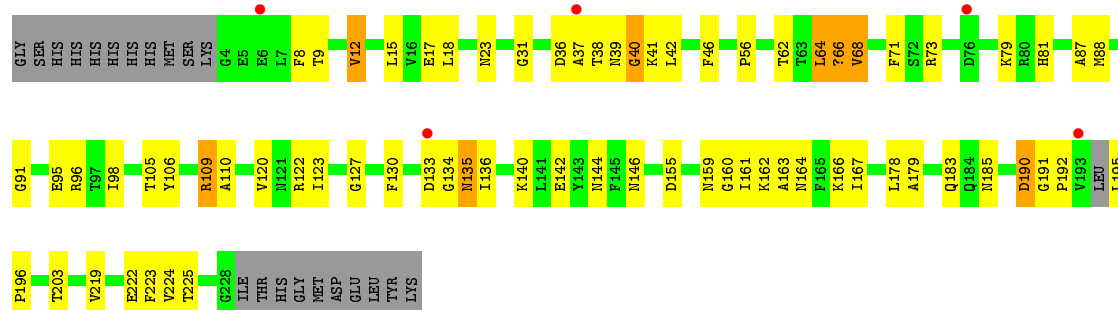 GLY SER HIS HIS HIS HIS HIS HIS MET SER LYS G4 E5 E6 L7 F8 T9 V12 L15 V16 E17 L18 N23 G31 D36 A37 T38 N39 G40 K41 L42 F46 P56 T62 T63 L64 ?66 V68 F71 S72 R73 D76 K79 R80 H81 A87 M88
G91 E95 R96 T97 I98 T105 Y106 R109 A110 V120 N121 R122 I123 G127 F130 D133 G134 N135 I136 K140 L141 E142 Y143 N144 F145 N146 D155 N159 G160 I161 K162 A163 N164 F165 K166 I167 L178 A179 Q183 Q184 N185 D190 G191 P192 V193 LEU L195
P196 T203 V219 E222 F223 V224 T225 G228 ILE THR HIS GLY MET ASP GLU LEU TYR LYS